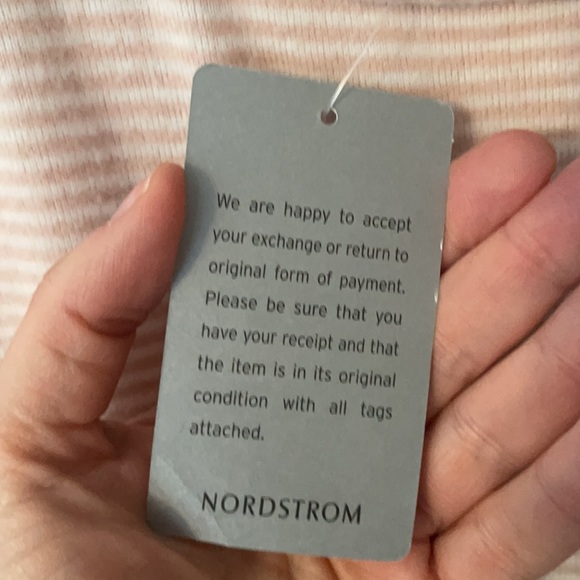 We are happy to accept
your exchange or return to
original form of payment.
Please be sure that you
have your receipt and that
the item is in its original
condition with all tags
attached.
NORDSTROM